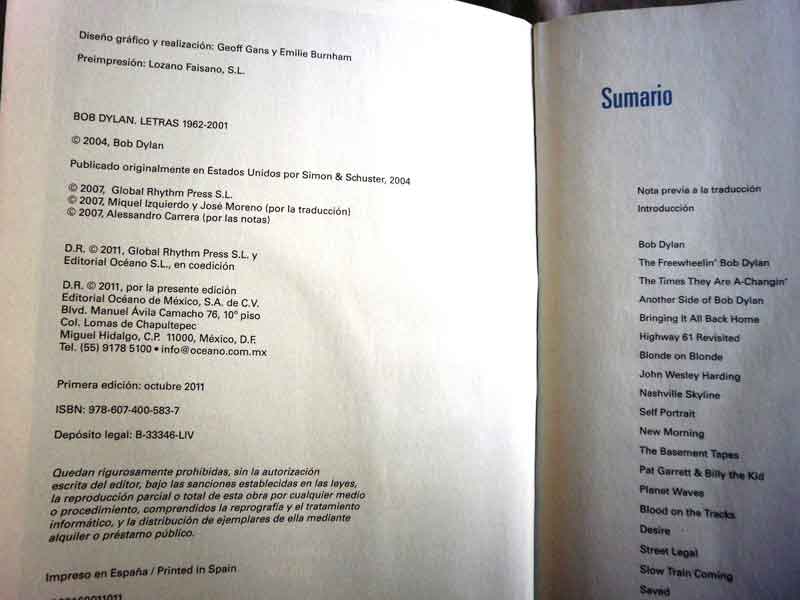 Diseño gráfico y realización: Geoff Gans y Emilie Burnham
Preimpresión: Lozano Faisano, S.L.
BOB DYLAN. LETRAS 1962-2001
© 2004, Bob Dylan
Publicado originalmente en Estados Unidos por Simon & Schuster, 2004
© 2007, Global Rhythm Press S.L.
© 2007, Miquel Izquierdo y José Moreno (por la traducción)
© 2007, Alessandro Carrera (por las notas)
D.R. © 2011, Global Rhythm Press S.L. y
Editorial Océano S.L., en coedición
D.R. © 2011, por la presente edición
Editorial Océano de México, S.A. de C.V.
Blvd. Manuel Ávila Camacho 76, 10º piso
Col. Lomas de Chapultepec
Miguel Hidalgo, C.P. 11000, México, D.F.
Tel. (55) 9178 5100 • info@oceano.com.mx
Primera edición: octubre 2011
ISBN: 978-607-400-583-7
Depósito legal: B-33346-LIV
Quedan rigurosamente prohibidas, sin la autorización
escrita del editor, bajo las sanciones establecidas en las leyes,
la reproducción parcial o total de esta obra por cualquier medio
o procedimiento, comprendidos la reprografía y el tratamiento
informático, y la distribución de ejemplares de ella mediante
alquiler o préstamo público.
Impreso en España / Printed in Spain
Sumario
Nota previa a la traducción
Introducción
Bob Dylan
The Freewheelin' Bob Dylan
The Times They Are A-Changin'
Another Side of Bob Dylan
Bringing It All Back Home
Highway 61 Revisited
Blonde on Blonde
John Wesley Harding
Nashville Skyline
Self Portrait
New Morning
The Basement Tapes
Pat Garrett & Billy the Kid
Planet Waves
Blood on the Tracks
Desire
Street Legal
Slow Train Coming
Saved